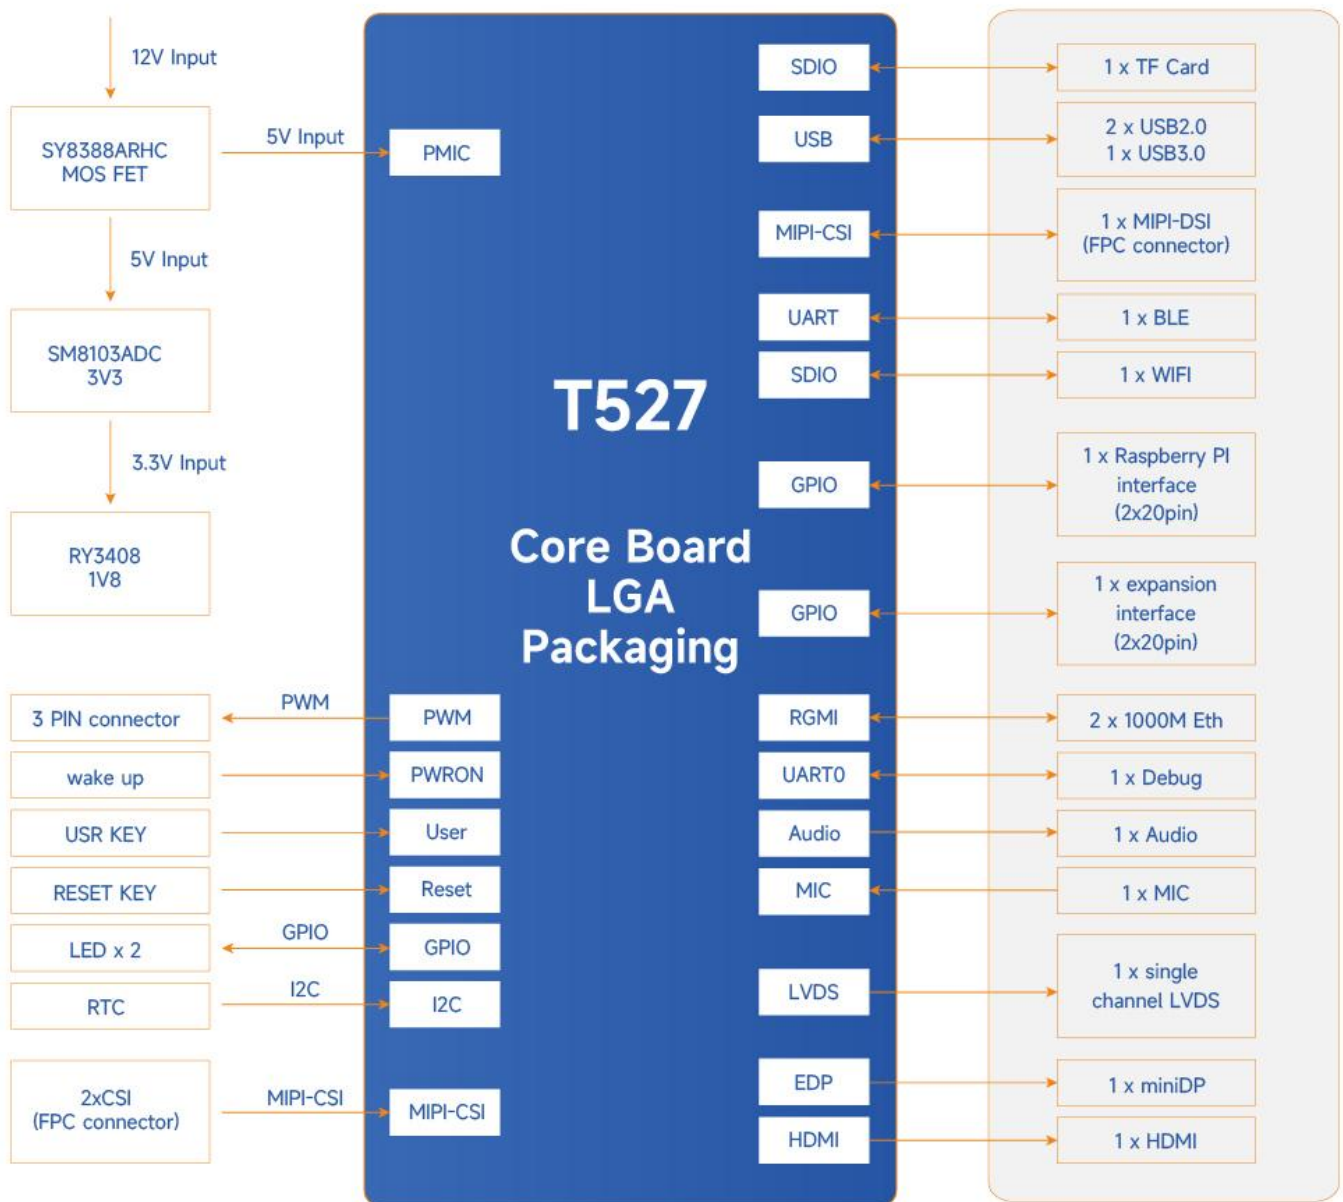 12V Input
SY8388ARHC
MOS FET
5V Input
5V Input
SM8103ADC
3V3
3.3V Input
RY3408
1V8
3 PIN connector
PWM
wake up
USR KEY
RESET KEY
LED x 2
GPIO
RTC
I2C
2xCSI
(FPC connector)
MIPI-CSI
PMIC
T527
Core Board
LGA
Packaging
PWM
PWRON
User
Reset
GPIO
I2C
MIPI-CSI
SDIO
1 x TF Card
USB
2 x USB2.0
1 x USB3.0
MIPI-CSI
1 x MIPI-DSI
(FPC connector)
UART
1 x BLE
SDIO
1 x WIFI
GPIO
1 x Raspberry PI
interface
(2x20pin)
GPIO
1 x expansion
interface
(2x20pin)
RGMI
2 x 1000M Eth
UART0
1 x Debug
Audio
1 x Audio
MIC
1 x MIC
LVDS
1 x single
channel LVDS
EDP
1 x miniDP
HDMI
1 x HDMI